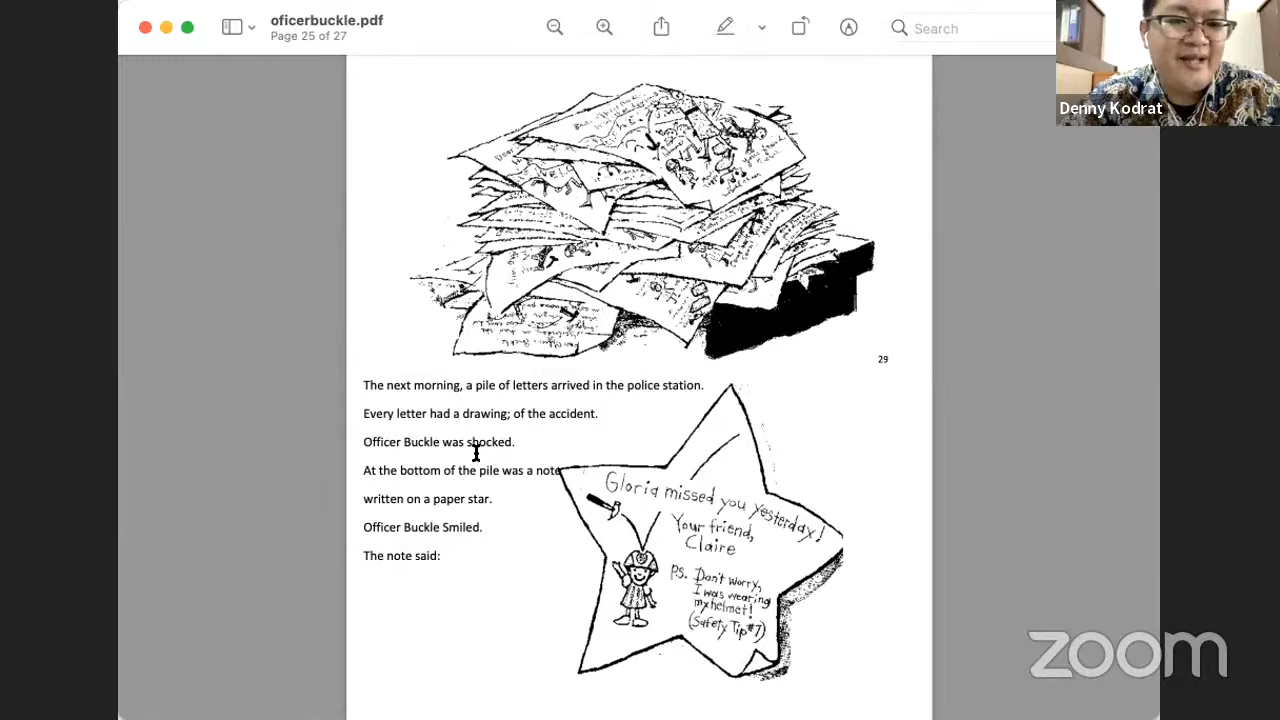 oficerbuckle.pdf
Page 25 of 27
Search
Denny Kodrat
29
The next morning, a pile of letters arrived in the police station.
Every letter had a drawing; of the accident.
Officer Buckle was shocked.
At the bottom of the pile was a note
written on a paper star.
Officer Buckle Smiled.
The note said:
Gloria missed you yesterday!
Your friend,
Claire
P.S. Don't worry,
I was wearing
my helmet!
(Safety Tip #7)
zoom